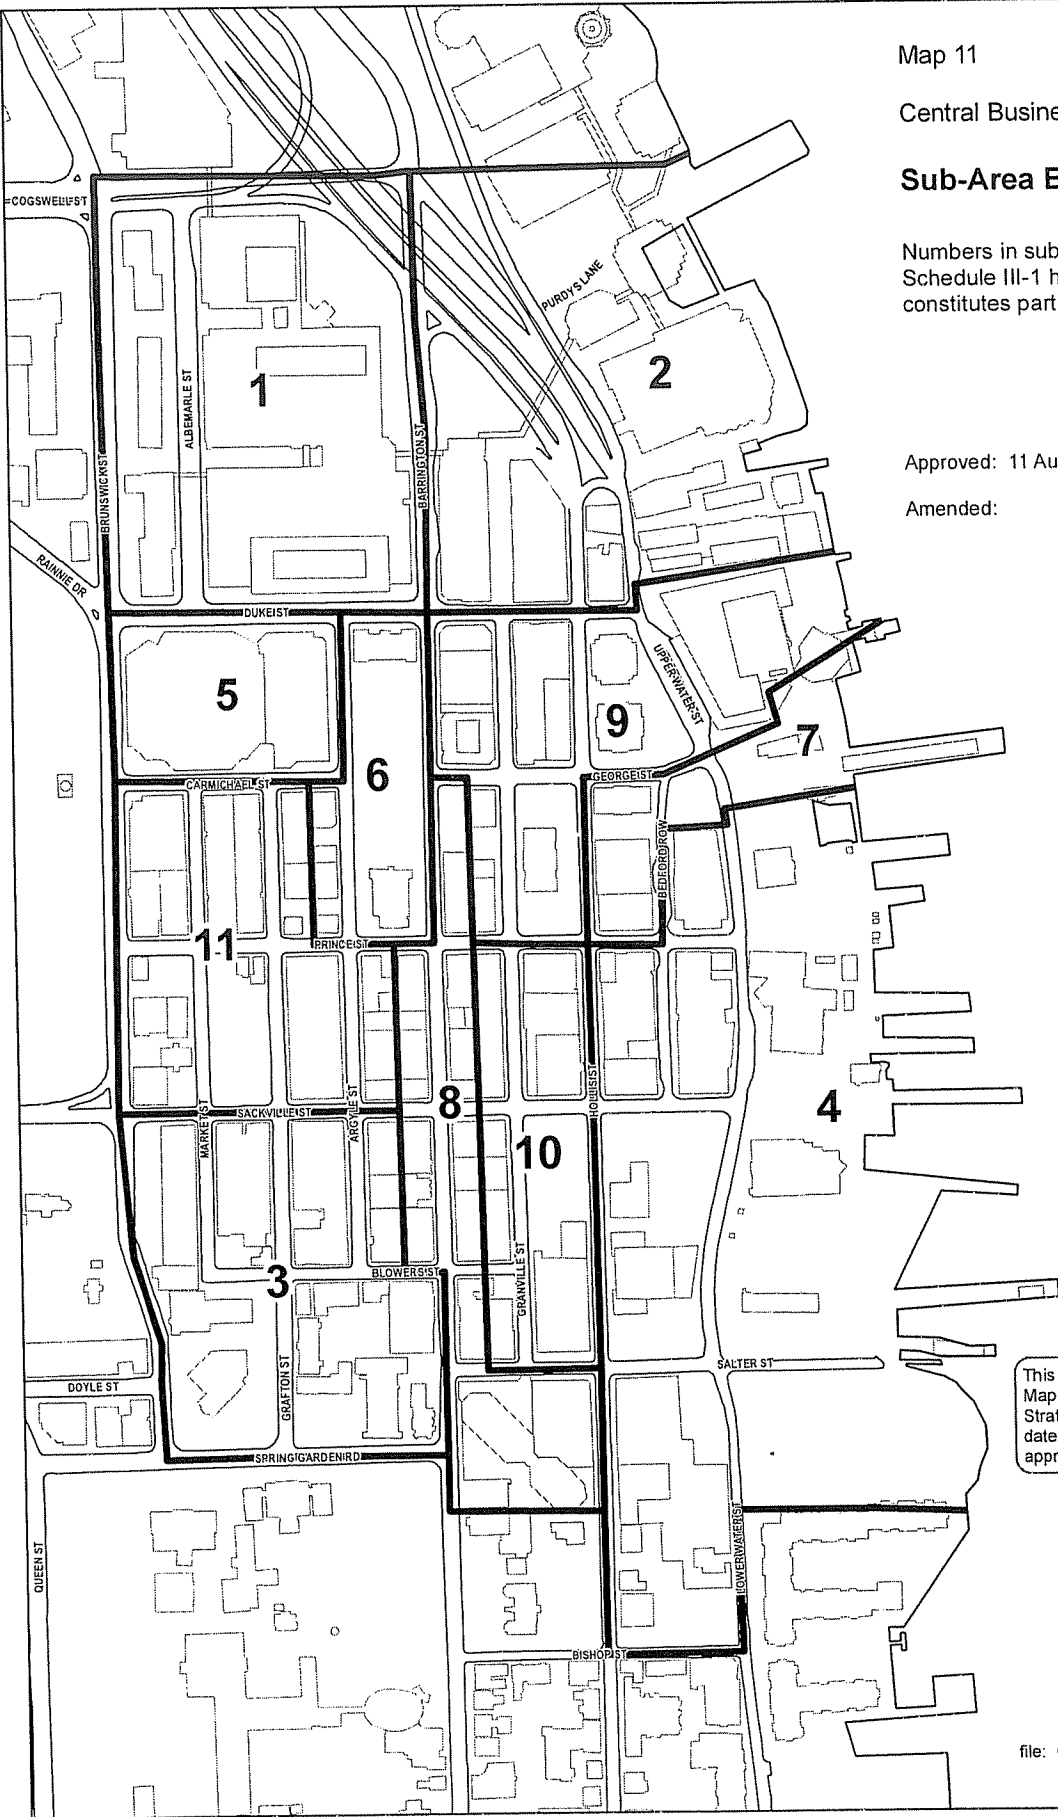 Map 11
Central Busine
Sub-Area B
Numbers in sub
Schedule III-1 h
constitutes part
Approved: 11 Au
Amended:
COGSWELL ST
PURDYS LANE
2
1
ALBEMARLE ST
BARRINGTON ST
BRUNSWICK ST
RAINNIE DR
DUKE ST
UPPER WATER ST
5
9
7
6
GEORGE ST
CARMICHAEL ST
BEDFORD ROW
11
PRINCE ST
HOLLIS ST
8
4
MARKET ST
SACKVILLE ST
ARGYLE ST
10
3
BLOWERS ST
GRANVILLE ST
SALTER ST
DOYLE ST
GRAFTON ST
SPRING GARDEN RD
This
Map
Strat
date
appr
QUEEN ST
LOWER WATER ST
BISHOP ST
file: